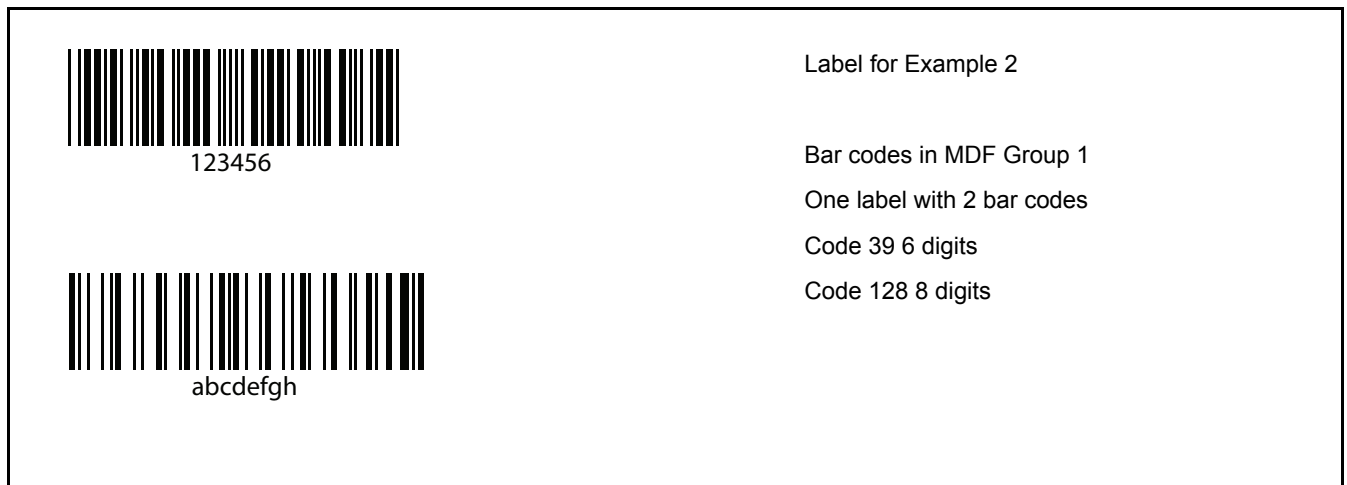 123456
abcdefgh
Label for Example 2
Bar codes in MDF Group 1
One label with 2 bar codes
Code 39 6 digits
Code 128 8 digits